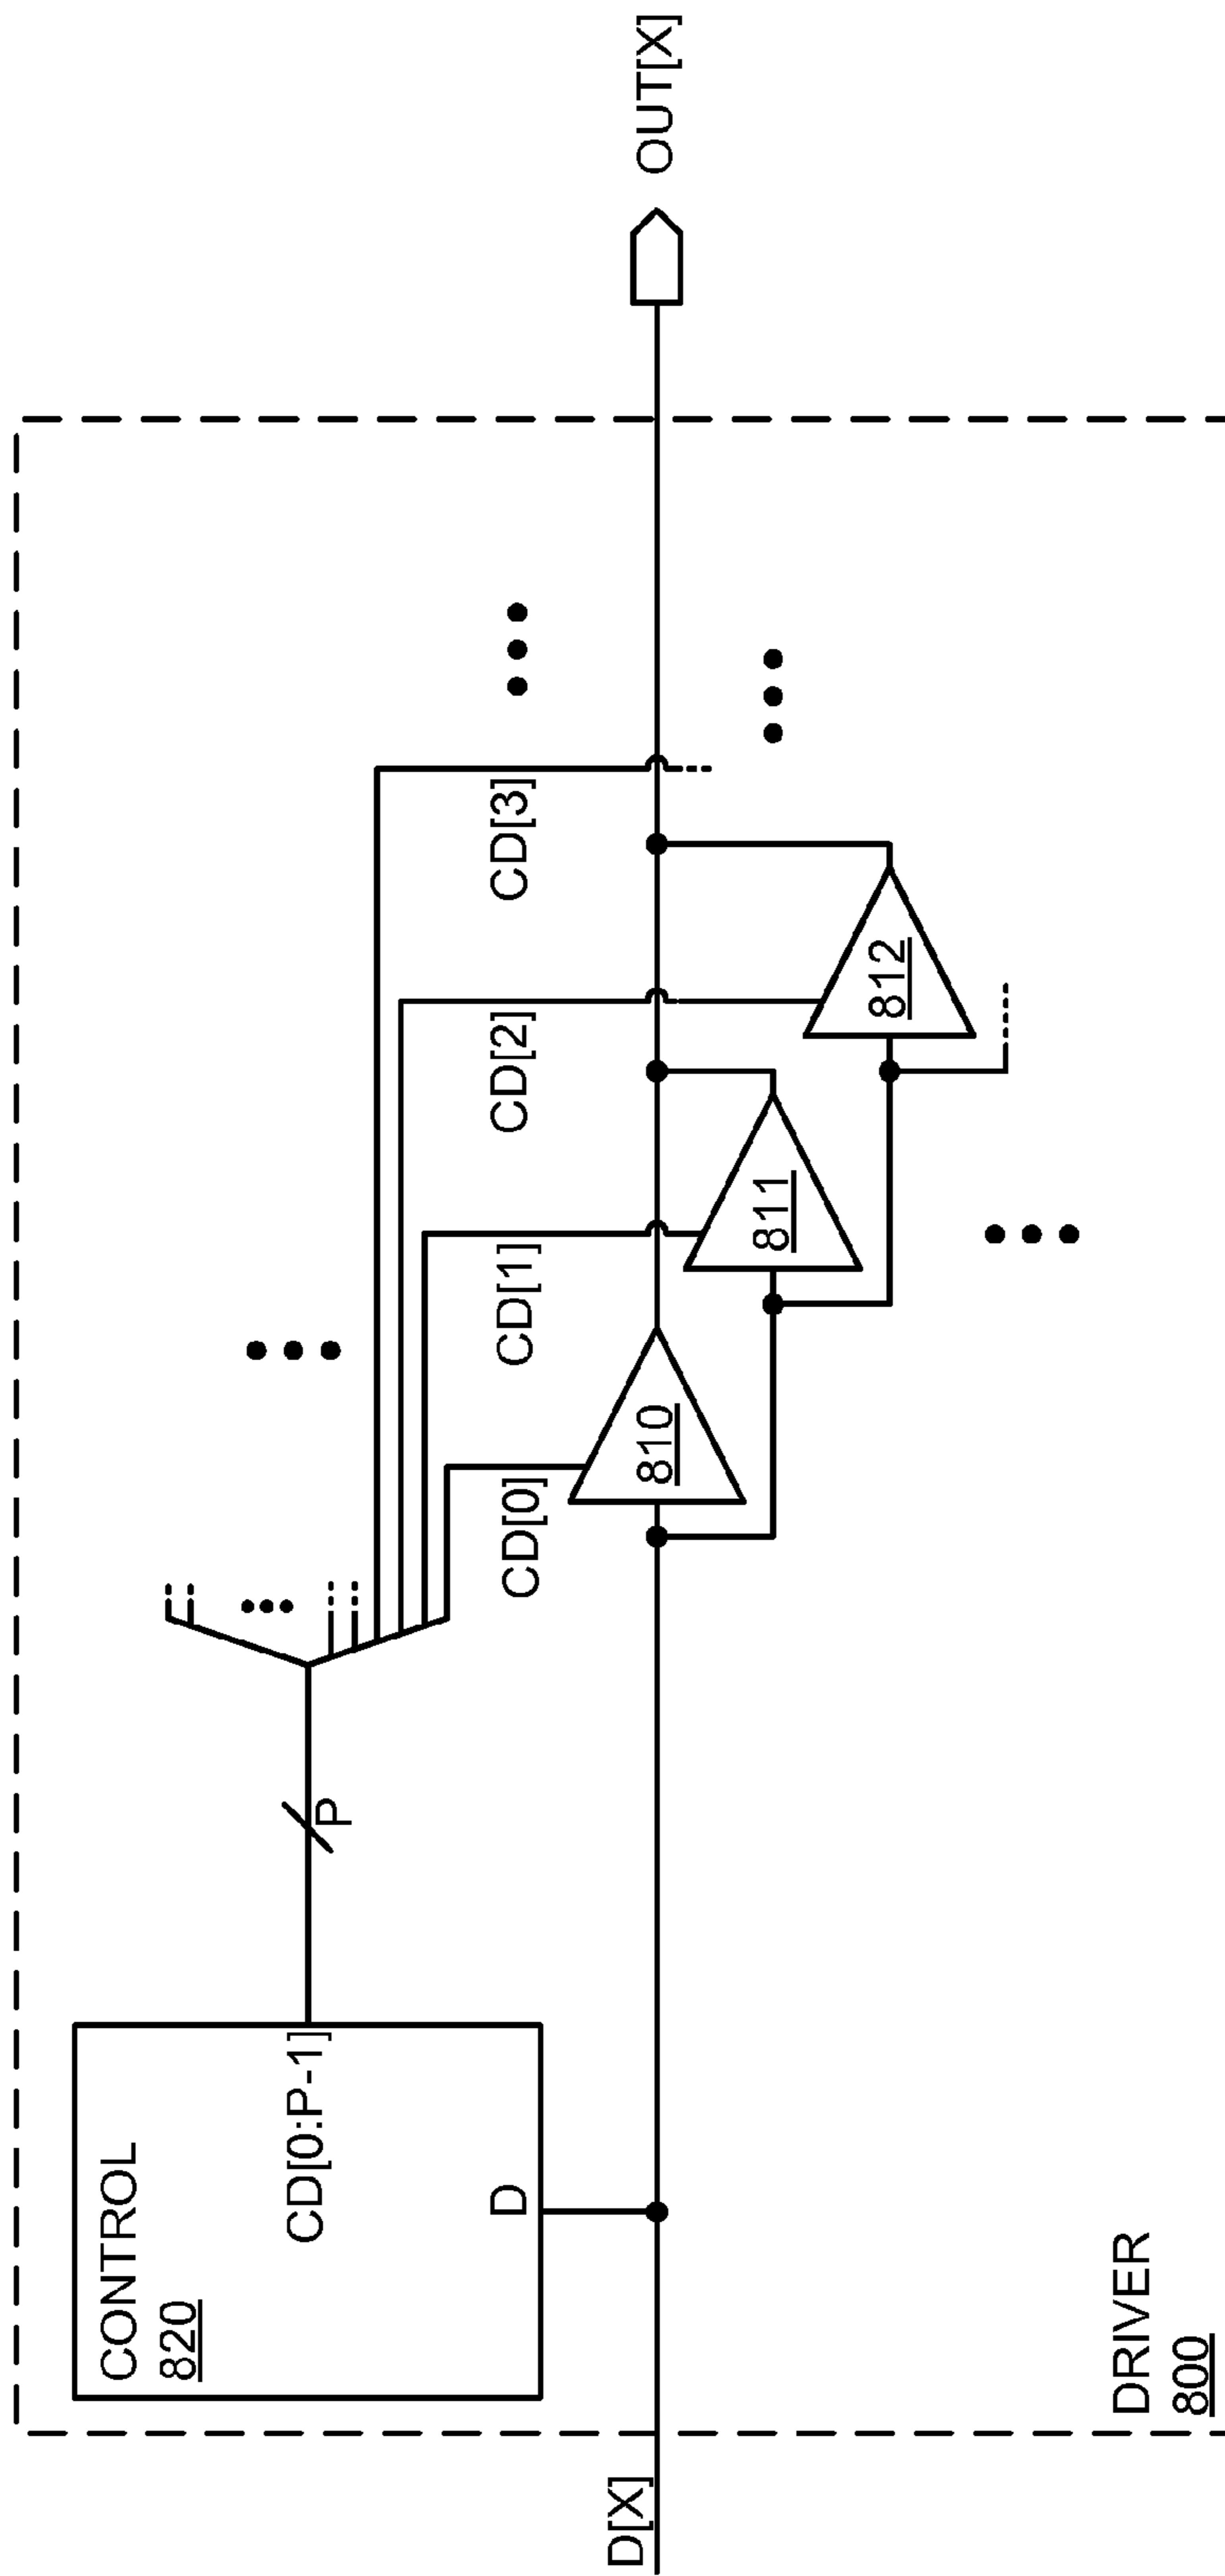 CONTROL
820
CD[0:P-1]
D
P
CD[0]
CD[1]
CD[2]
CD[3]
810
811
812
D[X]
OUT[X]
DRIVER
800